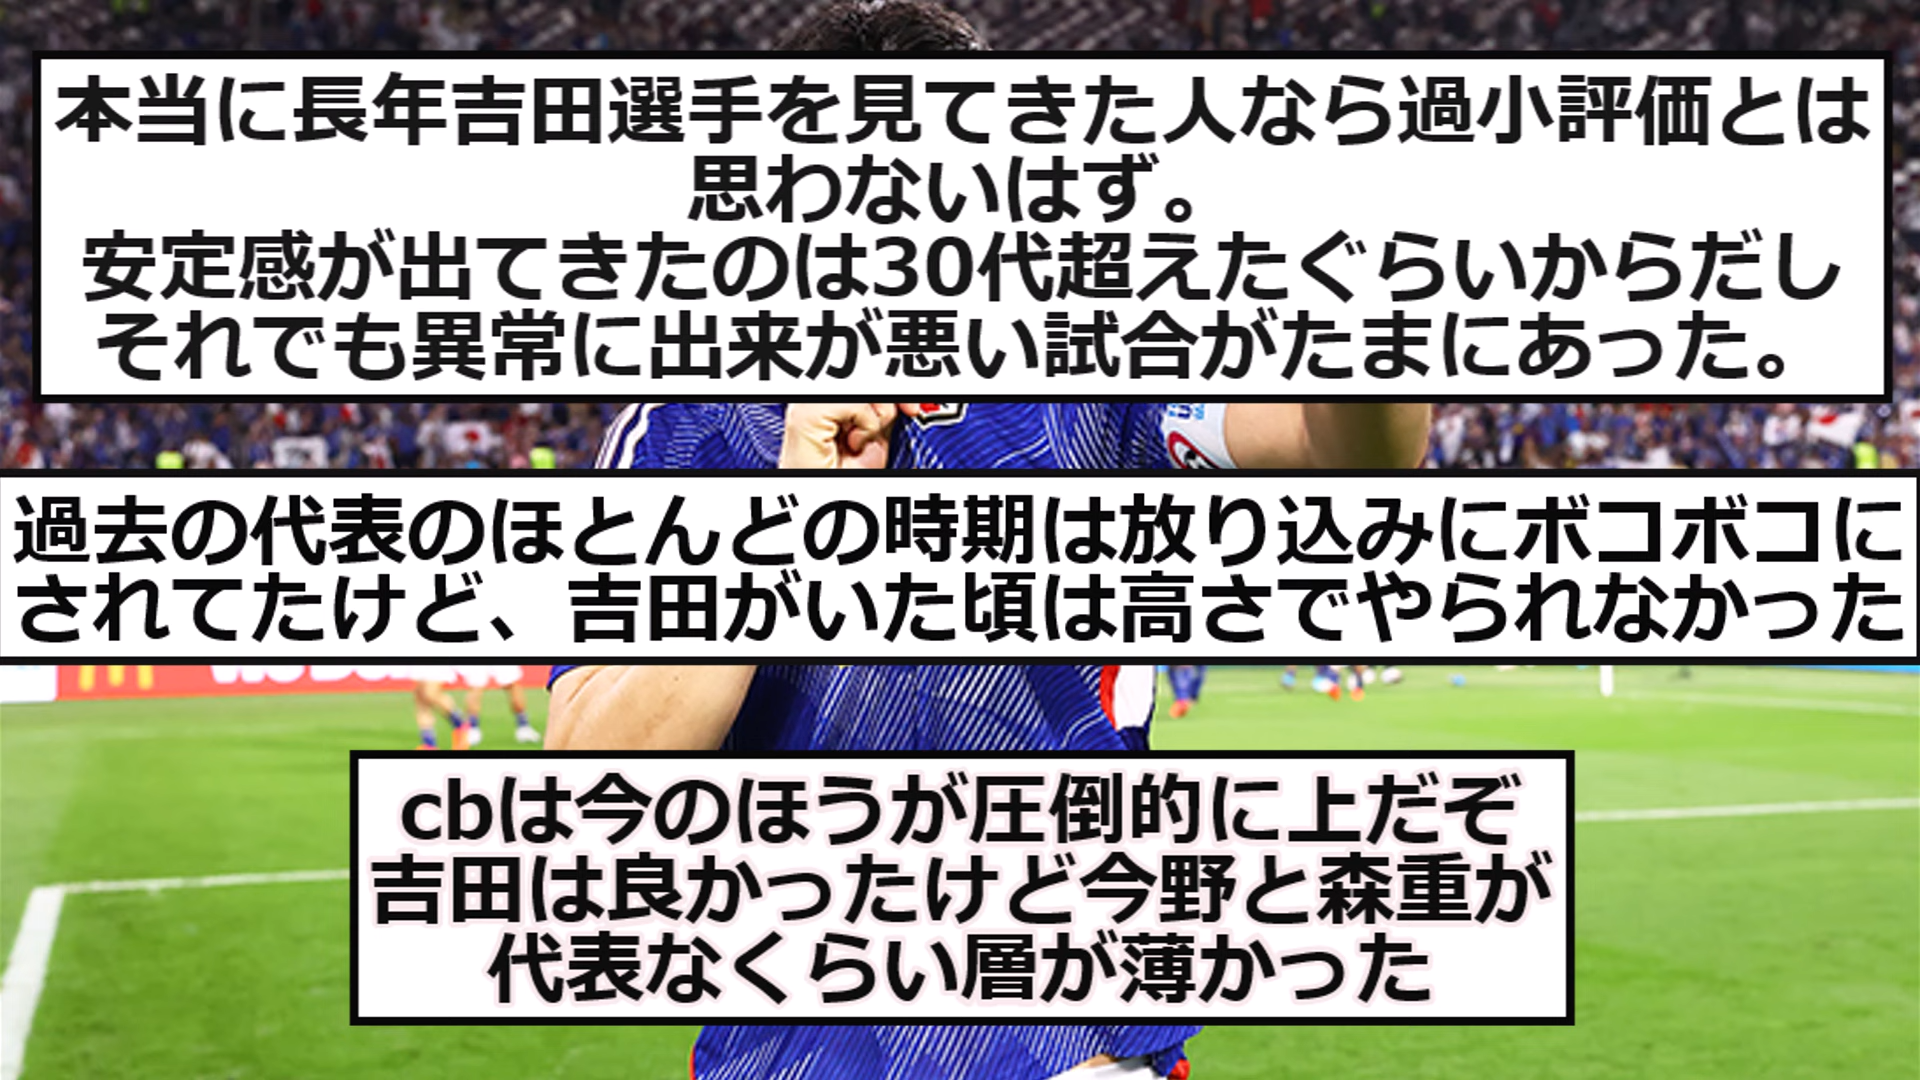 本当に長年吉田選手を見てきた人なら過小評価とは
思わないはず。
安定感が出てきたのは30代超えたぐらいからだし
それでも異常に出来が悪い試合がたまにあった。
過去の代表のほとんどの時期は放り込みにボコボコに
されてたけど、吉田がいた頃は高さでやられなかった
cbは今のほうが圧倒的に上だぞ
吉田は良かったけど今野と森重が
代表なくらい層が薄かった